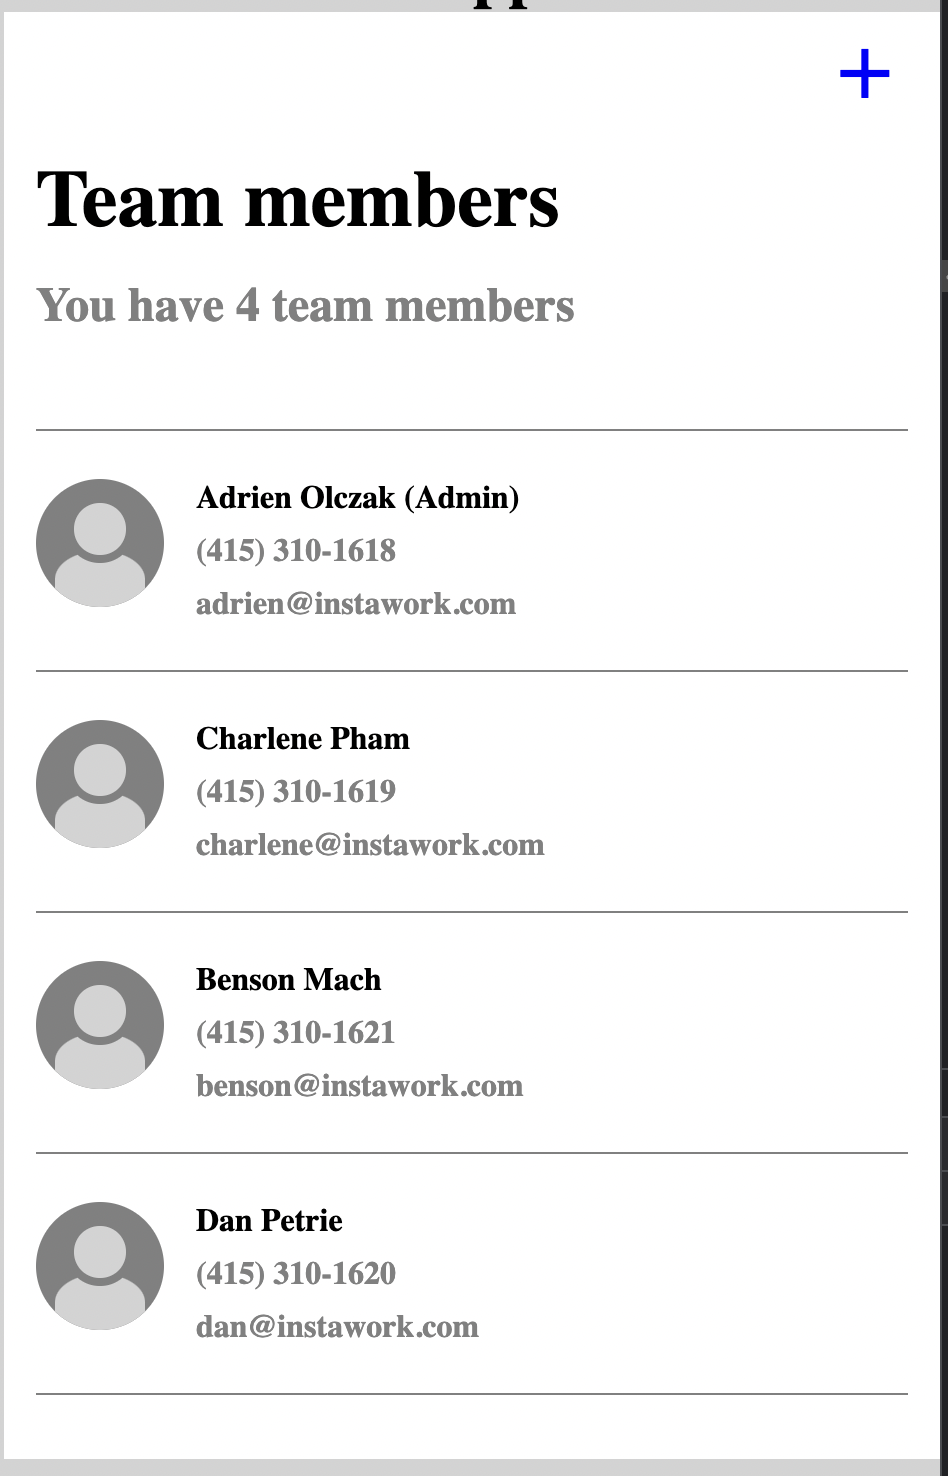 Team members
You have 4 team members
Adrien Olczak (Admin)
(415) 310-1618
adrien@instawork.com
Charlene Pham
(415) 310-1619
charlene@instawork.com
Benson Mach
(415) 310-1621
benson@instawork.com
Dan Petrie
(415) 310-1620
dan@instawork.com